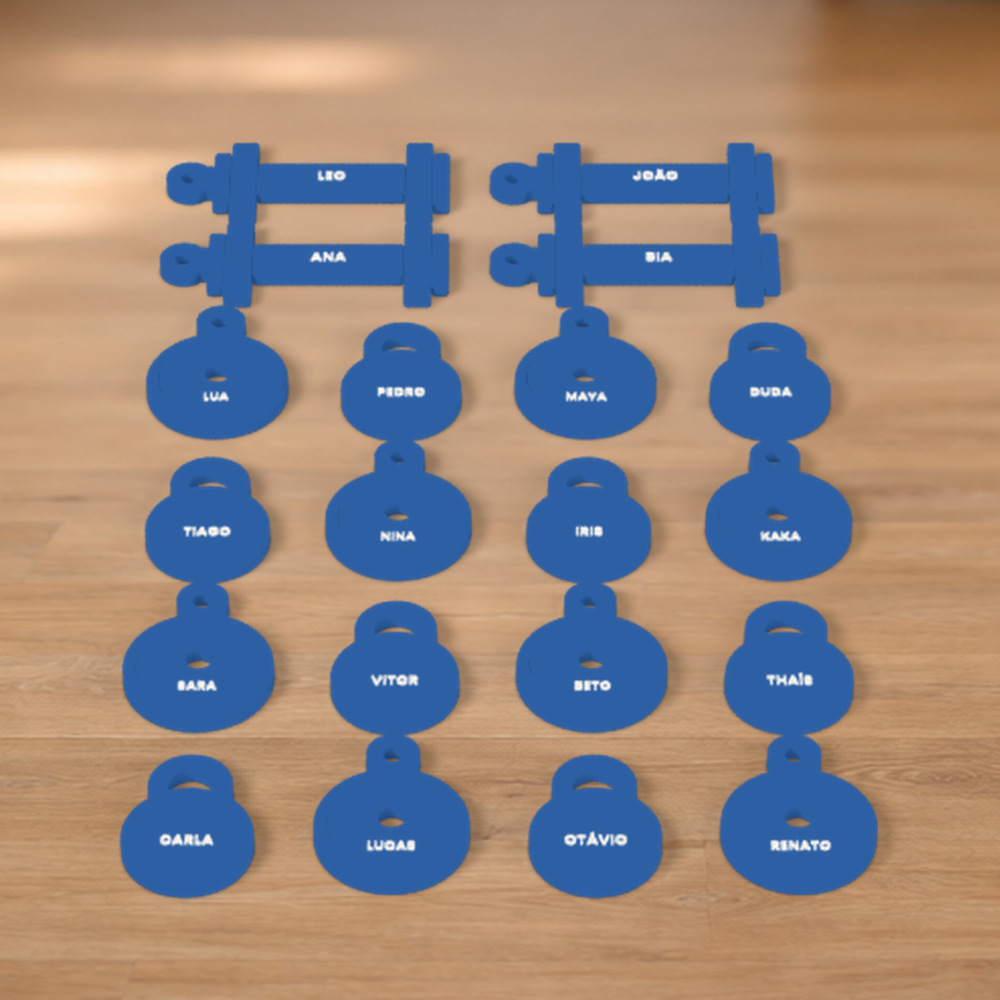 LEO
JOÃO
ANA
BIA
LUA
PEDRO
MAYA
DUDA
TIAGO
NINA
IRIS
KAKA
SARA
VITOR
BETO
THAÍS
CARLA
LUCAS
OTÁVIO
RENATO